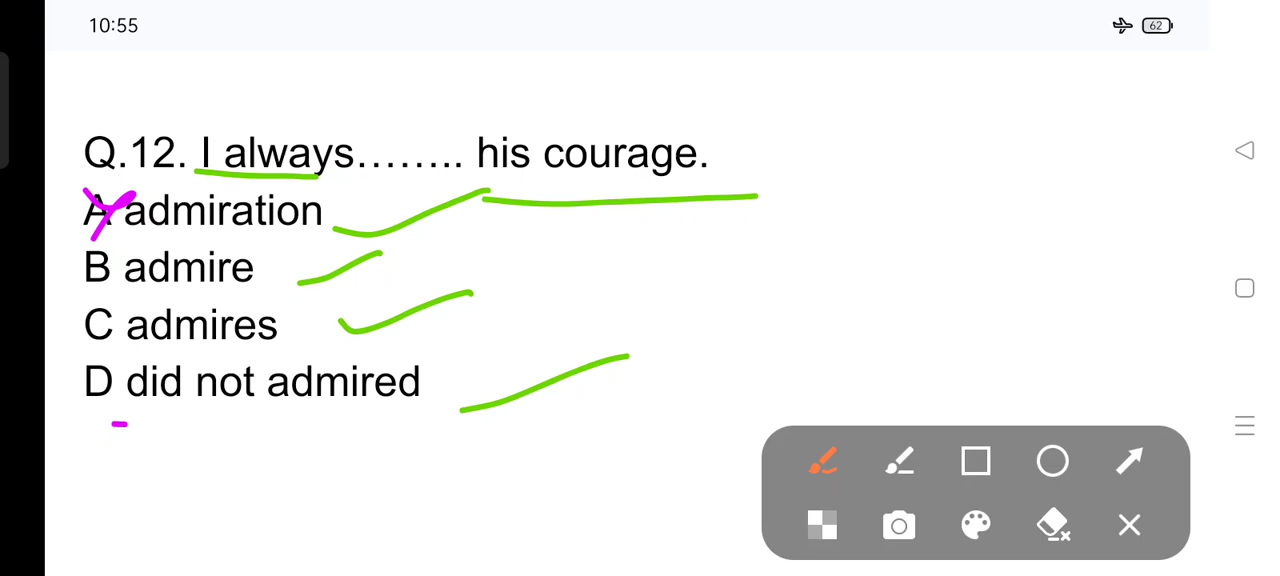 10:55
62
Q.12. I always........ his courage.
A admiration
B admire
C admires
D did not admired